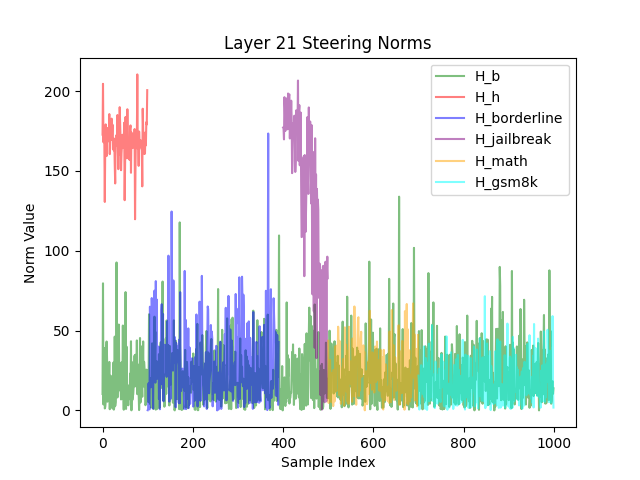 Layer 21 Steering Norms
H_b
H_h
H_borderline
H_jailbreak
H_math
H_gsm8k
Norm Value
200
150
100
50
0
0
200
400
600
800
1000
Sample Index